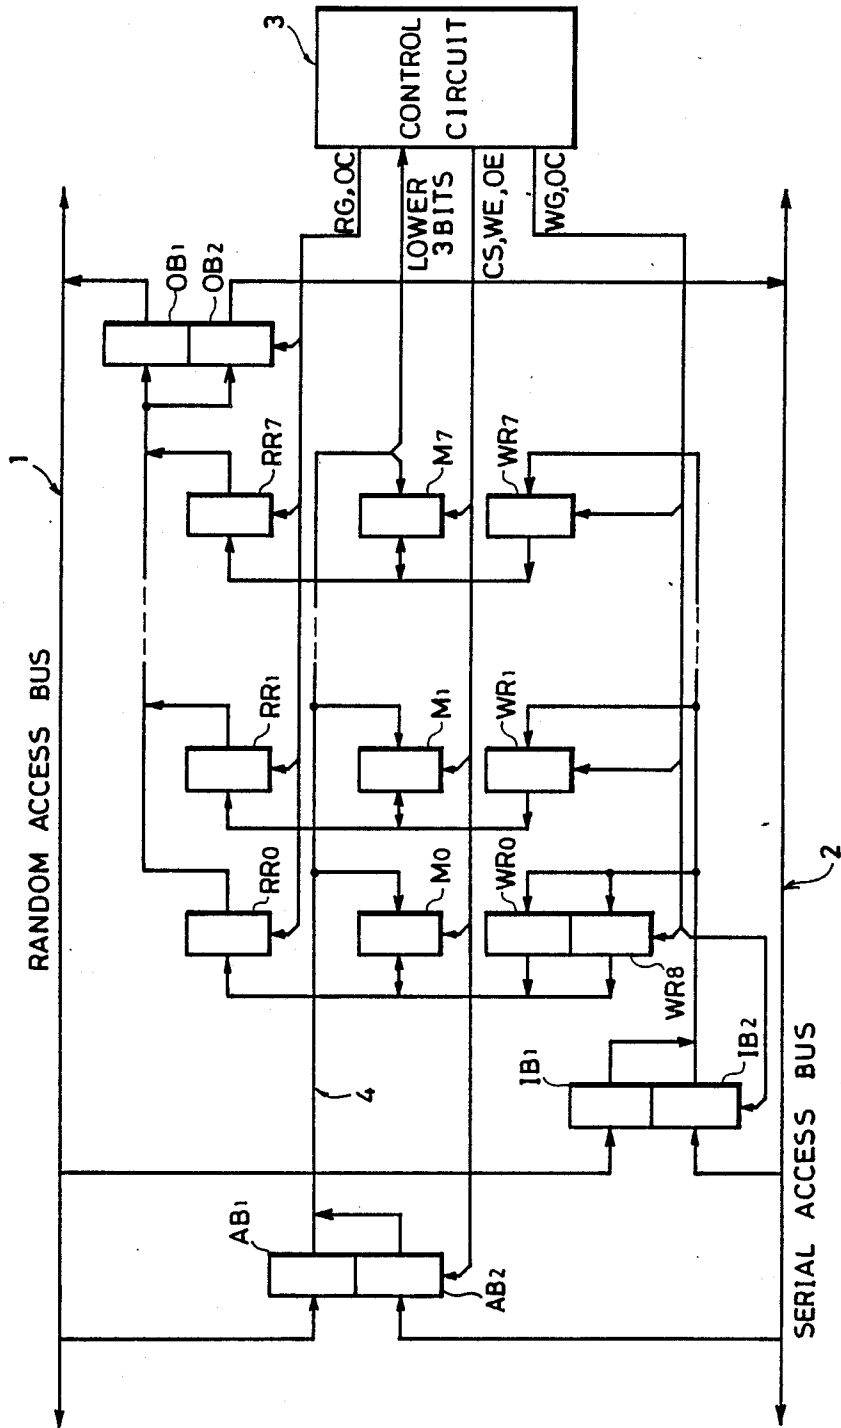 RANDOM ACCESS BUS
1
OB1
OB2
3
RR0
RR1
RR7
RG,OC
CONTROL
CIRCUIT
LOWER
3 BITS
CS,WE,OE
WG,OC
AB1
AB2
4
M0
M1
M7
WR0
WR1
WR7
WR8
IB1
IB2
SERIAL ACCESS BUS
2